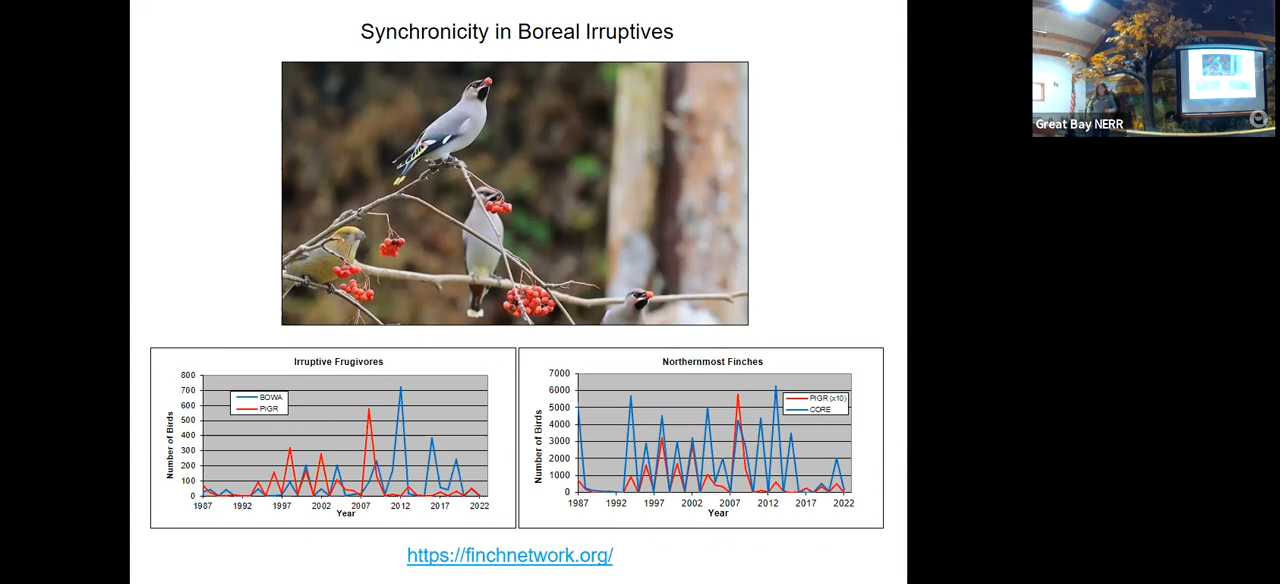 Synchronicity in Boreal Irruptives
Great Bay NERR
Irruptive Frugivores
800
700
600
500
400
300
200
100
0
Number of Birds
BOWA
PIGR
1987
1992
1997
2002
2007
2012
2017
2022
Year
Northernmost Finches
7000
6000
5000
4000
3000
2000
1000
0
Number of Birds
PIGR (x10)
CORE
1987
1992
1997
2002
2007
2012
2017
2022
Year
https://finchnetwork.org/